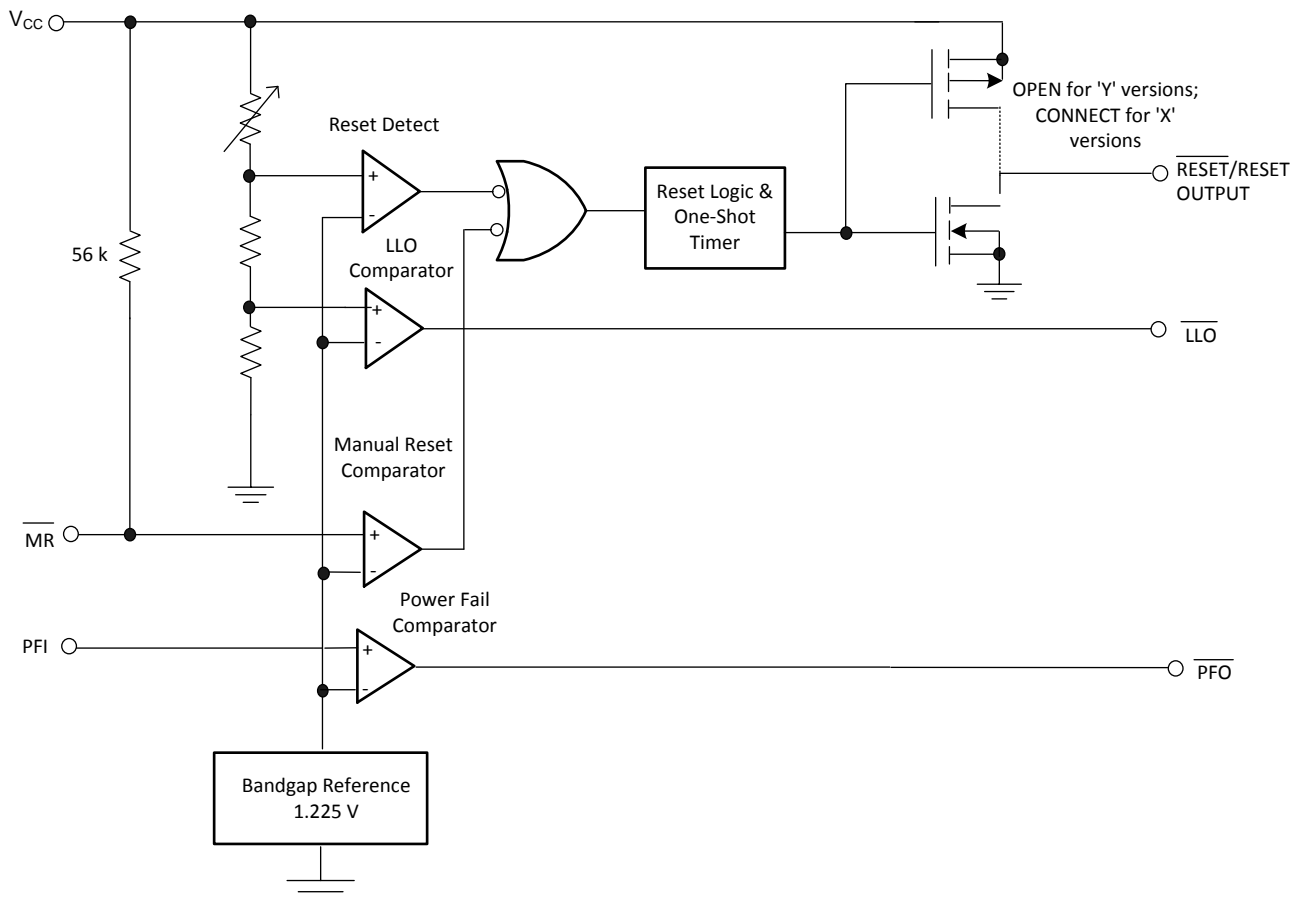 VCC
OPEN for 'Y' versions;
CONNECT for 'X'
versions
Reset Detect
+
-
RESET/RESET
OUTPUT
Reset Logic &
One-Shot
Timer
56 k
LLO
Comparator
+
-
LLO
Manual Reset
Comparator
MR
+
-
Power Fail
Comparator
PFI
+
-
PFO
Bandgap Reference
1.225 V